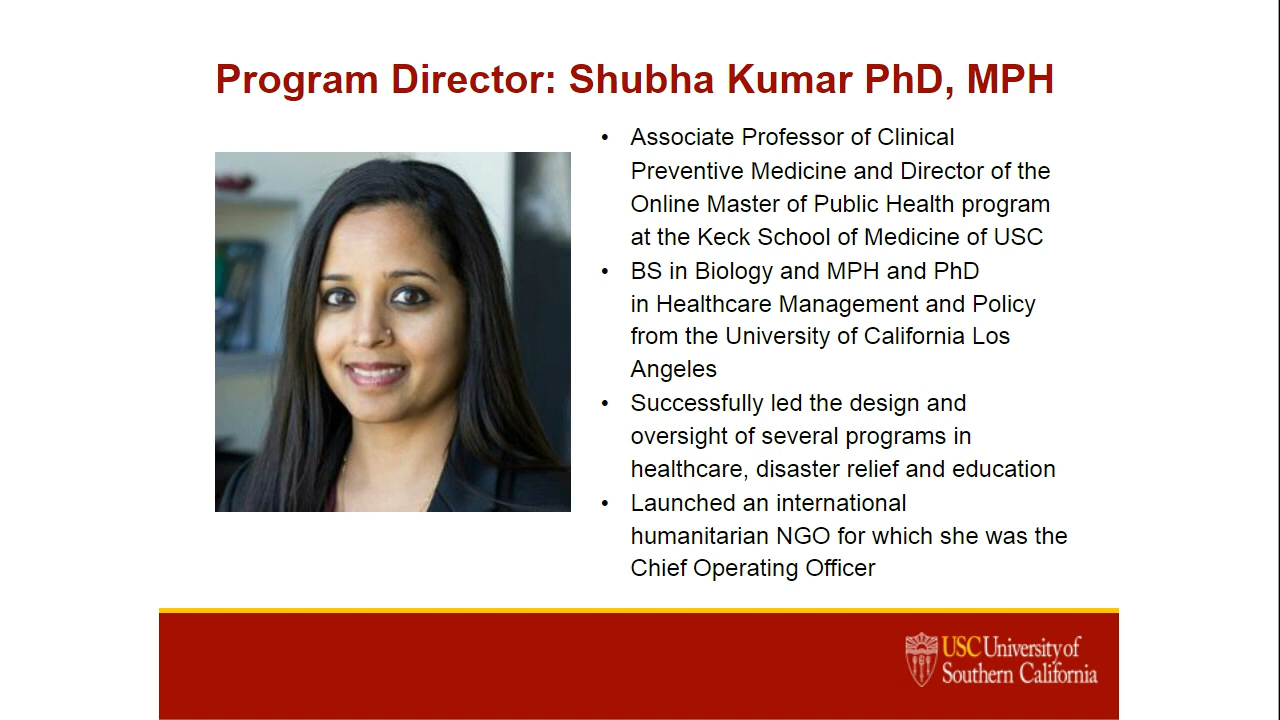 Program Director: Shubha Kumar PhD, MPH
• Associate Professor of Clinical
Preventive Medicine and Director of the
Online Master of Public Health program
at the Keck School of Medicine of USC
• BS in Biology and MPH and PhD
in Healthcare Management and Policy
from the University of California Los
Angeles
• Successfully led the design and
oversight of several programs in
healthcare, disaster relief and education
• Launched an international
humanitarian NGO for which she was the
Chief Operating Officer
USC University of
Southern California